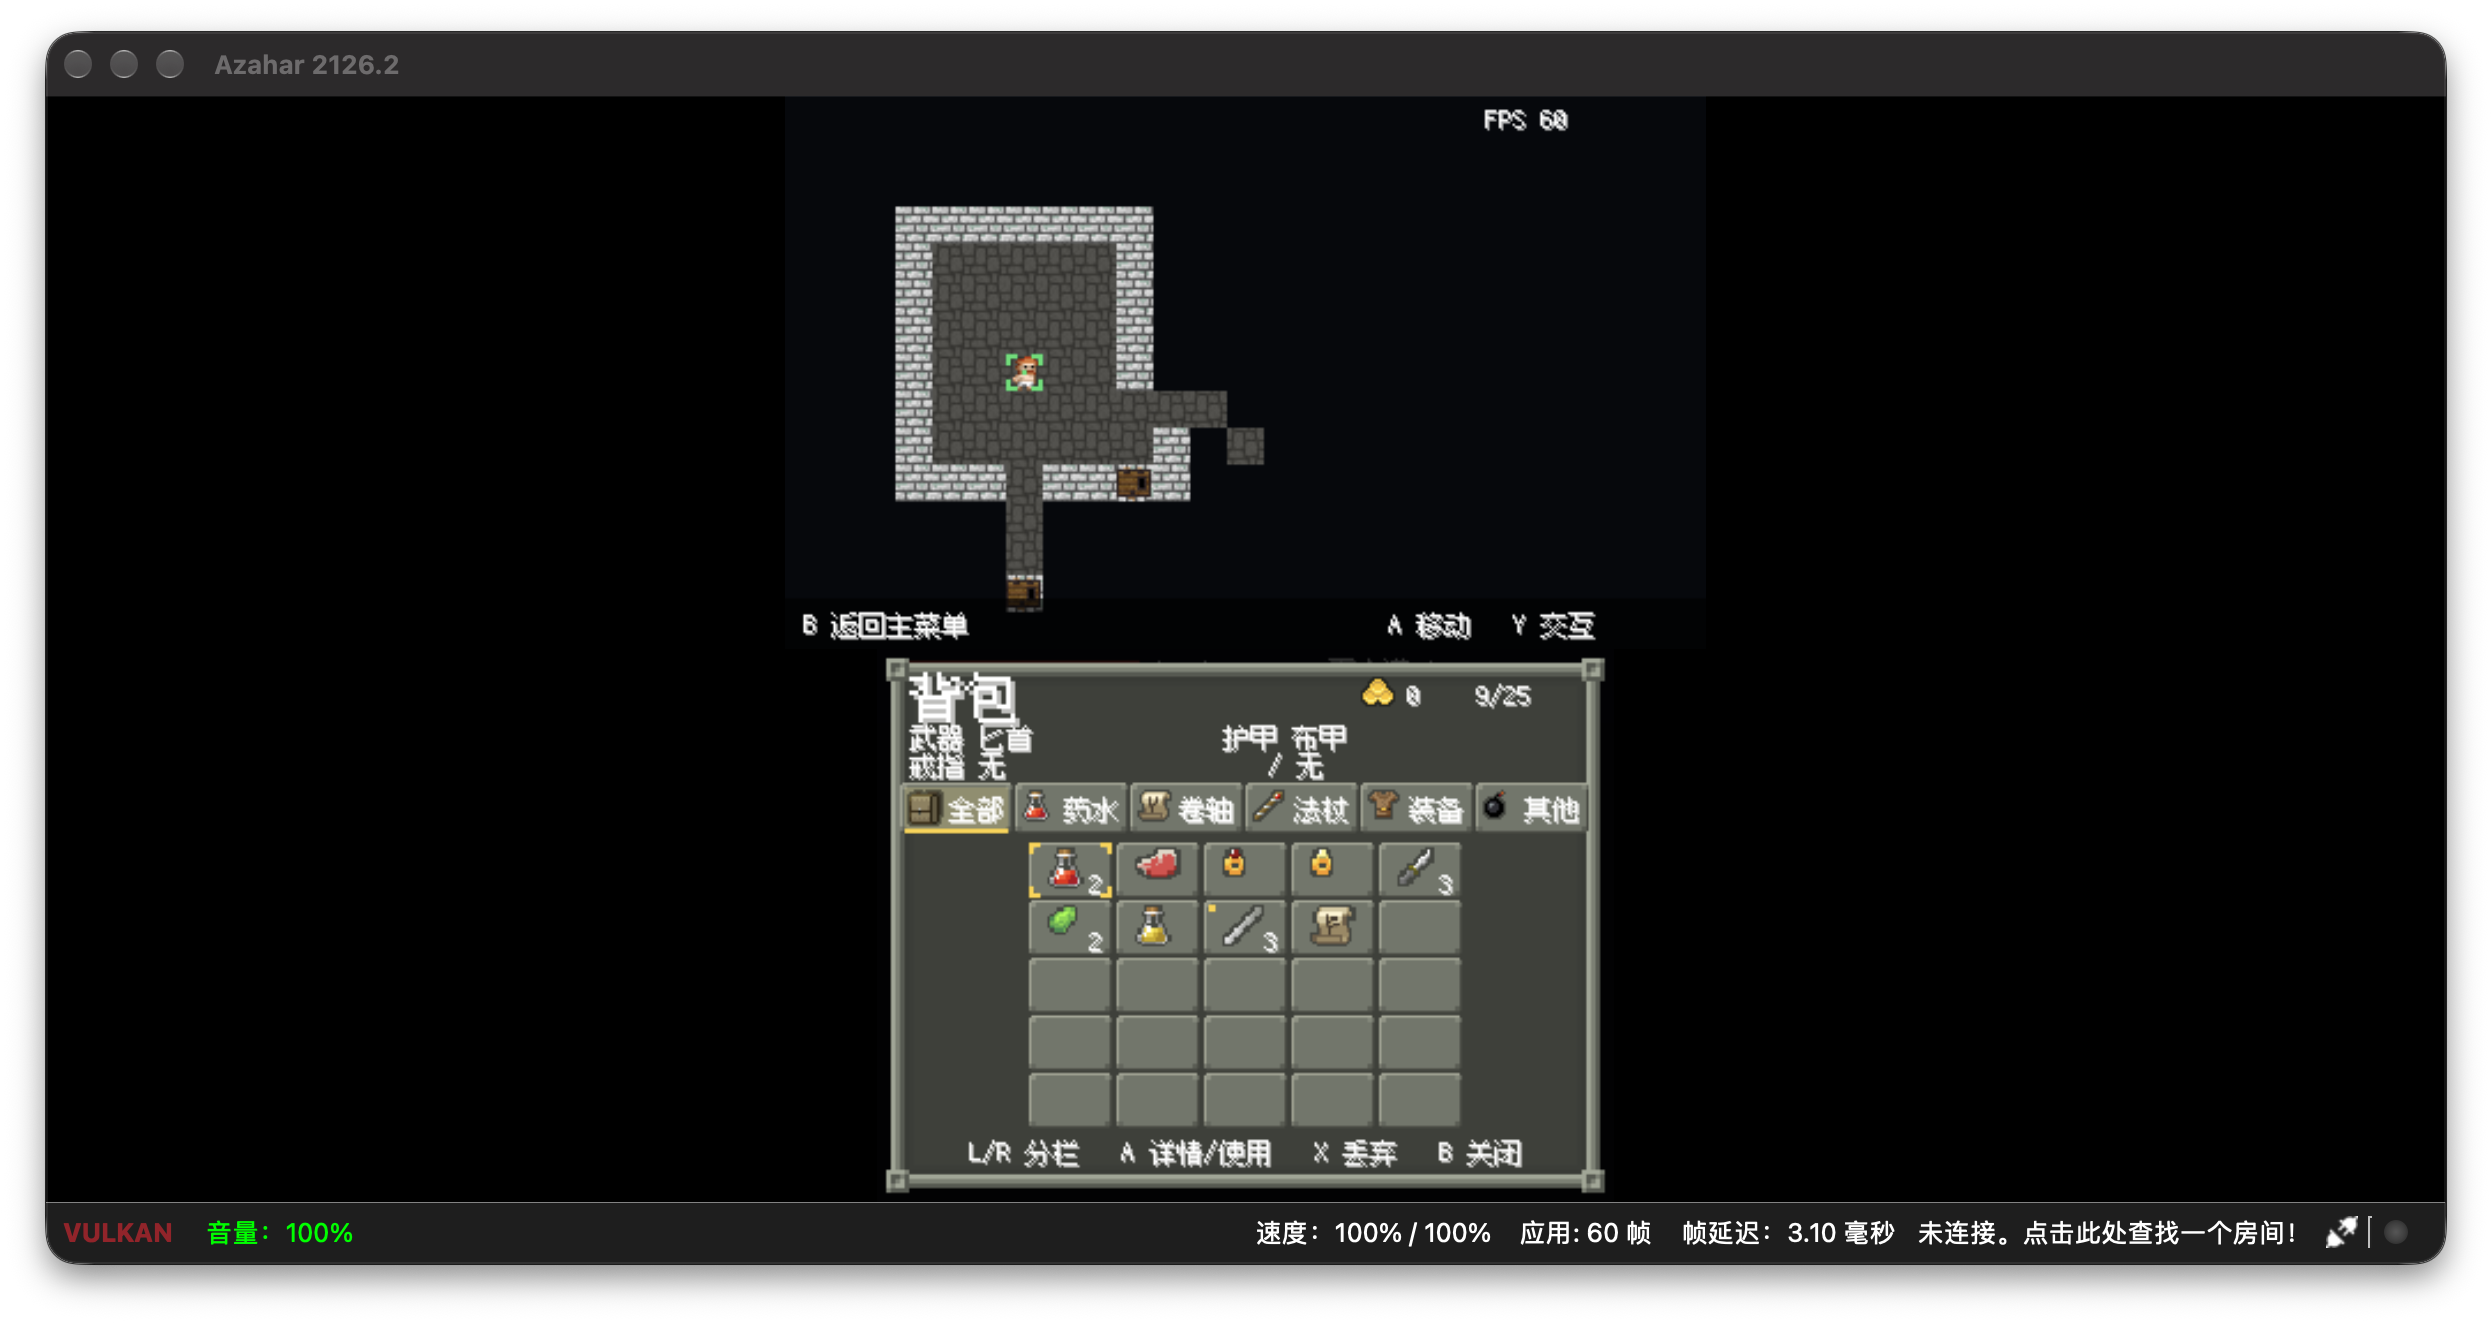 Azahar 2126.2
FPS 60
B 返回主菜单 A 移动 Y 交互
背包 0 9/25
武器 匕首 护甲 布甲
戒指 无 / 无
全部 药水 卷轴 法杖 装备 其他
2 3
2 3
L/R 分栏 A 详情/使用 X 丢弃 B 关闭
VULKAN 音量：100% 速度：100% / 100% 应用: 60 帧 帧延迟：3.10 毫秒 未连接。点击此处查找一个房间！